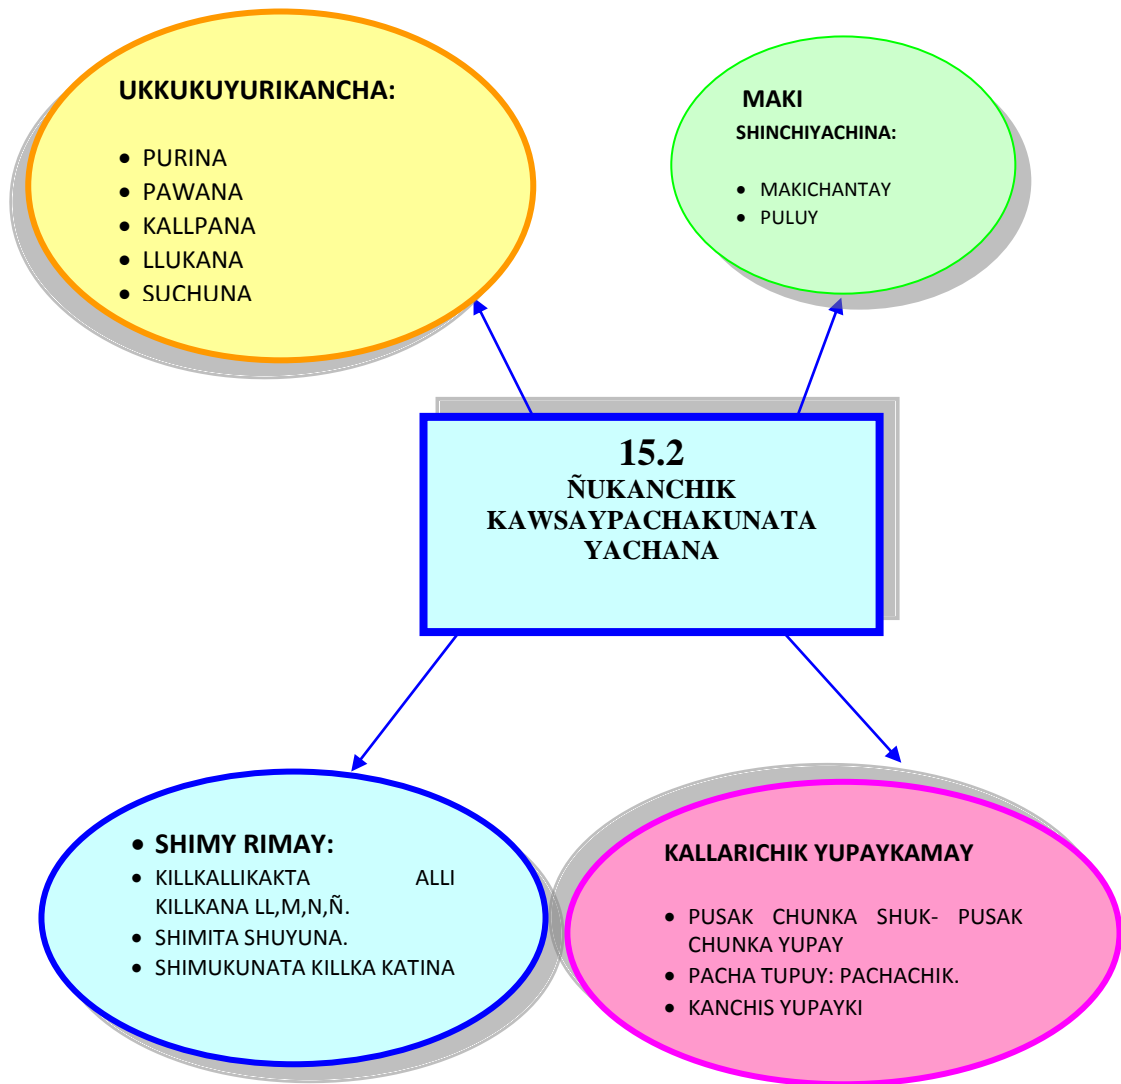 UKKUKUYURIKANCHA:
• PURINA
• PAWANA
• KALLPANA
• LLUKANA
• SUCHUNA
MAKI
SHINCHIYACHINA:
• MAKICHANTAY
• PULUY
15.2
ÑUKANCHIK
KAWSAYPACHAKUNATA
YACHANA
• SHIMY RIMAY:
• KILLKALLIKAKTA ALLI
KILLKANA LL,M,N,Ñ.
• SHIMITA SHUYUNA.
• SHIMUKUNATA KILLKA KATINA
KALLARICHIK YUPAYKAMAY
• PUSAK CHUNKA SHUK- PUSAK
CHUNKA YUPAY
• PACHA TUPUY: PACHACHIK.
• KANCHIS YUPAYKI